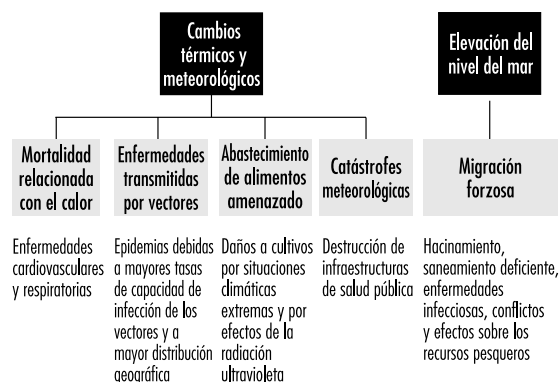 Cambios
térmicos y
meteorológicos
Elevación del
nivel del mar
Mortalidad
relacionada
con el calor
Enfermedades
transmitidas
por vectores
Abastecimiento
de alimentos
amenazado
Catástrofes
meteorológicas
Migración
forzosa
Enfermedades
cardiovasculares
y respiratorias
Epidemias debidas
a mayores tasas
de capacidad de
infección de los
vectores y a
mayor distribución
geográfica
Daños a cultivos
por situaciones
climáticas
extremas y por
efectos de la
radiación
ultravioleta
Destrucción de
infraestructuras
de salud pública
Hacinamiento,
saneamiento deficiente,
enfermedades
infecciosas, conflictos
y efectos sobre los
recursos pesqueros